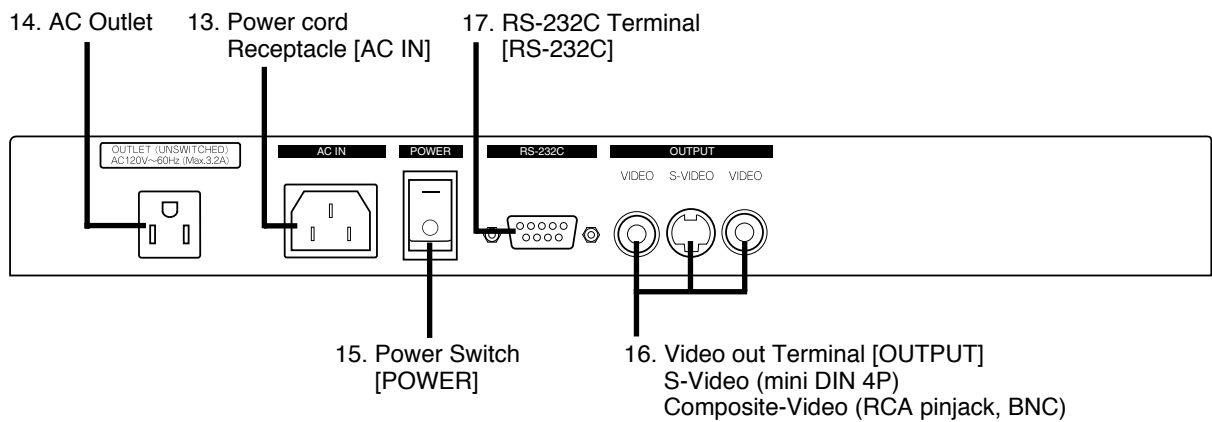 14. AC Outlet
13. Power cord
Receptacle [AC IN]
17. RS-232C Terminal
[RS-232C]
OUTLET (UNSWITCHED)
AC120V～60Hz (Max.3.2A)
AC IN
POWER
RS-232C
OUTPUT
VIDEO
S-VIDEO
VIDEO
15. Power Switch
[POWER]
16. Video out Terminal [OUTPUT]
S-Video (mini DIN 4P)
Composite-Video (RCA pinjack, BNC)